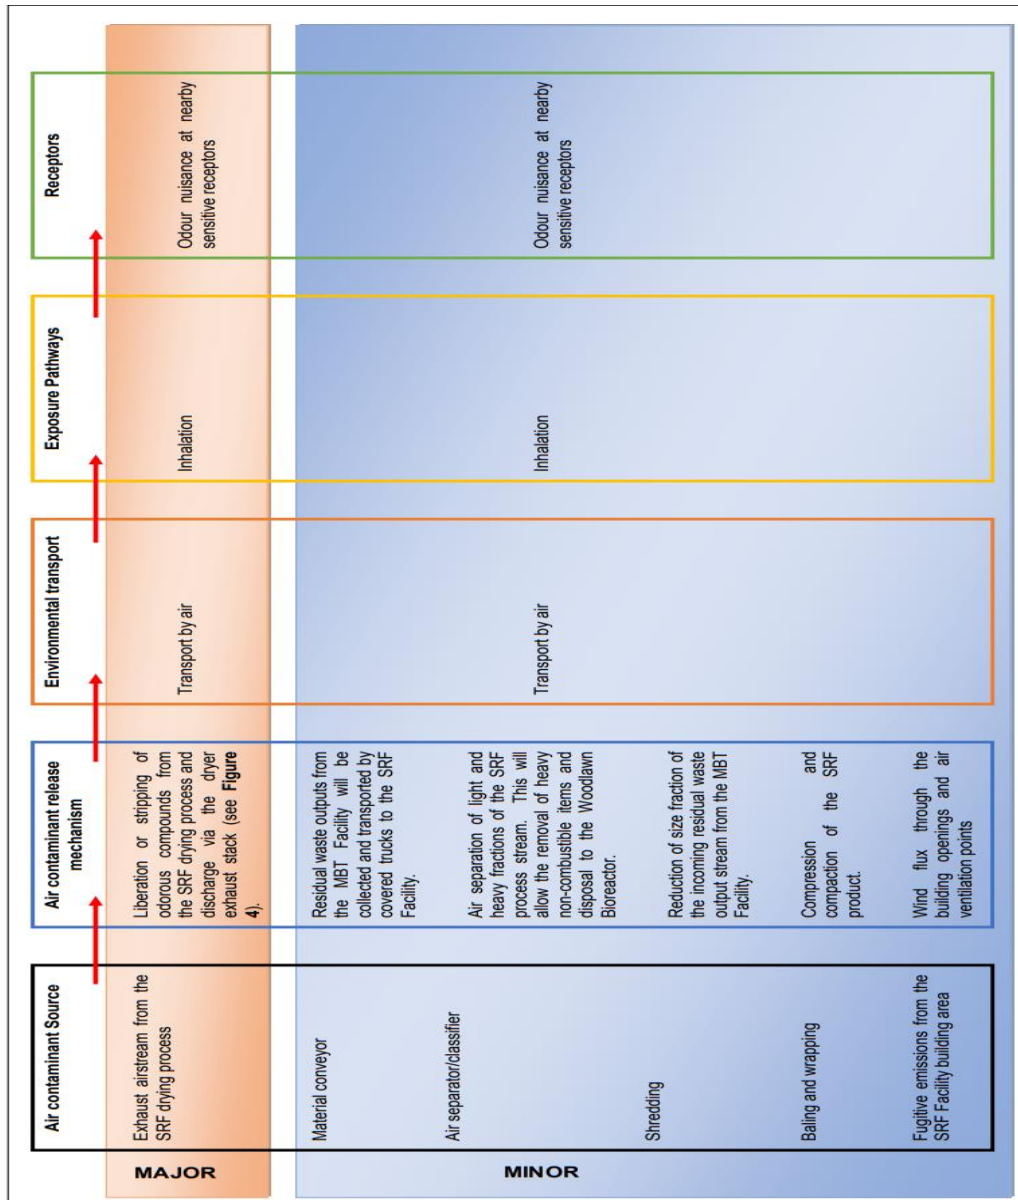 Air contaminant Source
Air contaminant release
mechanism
Environmental transport
Exposure Pathways
Receptors
MAJOR
Exhaust airstream from the
SRF drying process
Liberation or stripping of
odorous compounds from
the SRF drying process and
discharge via the dryer
exhaust stack (see Figure
4).
Transport by air
Inhalation
Odour nuisance at nearby
sensitive receptors
MINOR
Material conveyor
Residual waste outputs from
the MBT Facility will be
collected and transported by
covered trucks to the SRF
Facility.
Air separator/classifier
Air separation of light and
heavy fractions of the SRF
process stream. This will
allow the removal of heavy
non-combustible items and
disposal to the Woodlawn
Bioreactor.
Transport by air
Inhalation
Odour nuisance at nearby
sensitive receptors
Shredding
Reduction of size fraction of
the incoming residual waste
output stream from the MBT
Facility.
Baling and wrapping
Compression and
compaction of the SRF
product.
Fugitive emissions from the
SRF Facility building area
Wind flux through the
building openings and air
ventilation points